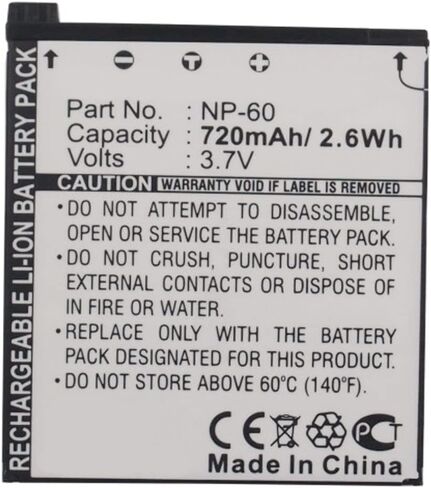 RECHARGEABLE LI-ION BATTERY PACK
Part No. : NP-60
Capacity : 720mAh/ 2.6Wh
Volts : 3.7V
CAUTION WARRANTY VOID IF LABEL IS REMOVED
•DO NOT ATTEMPT TO DISASSEMBLE,
OPEN OR SERVICE THE BATTERY PACK.
•DO NOT CRUSH, PUNCTURE, SHORT
EXTERNAL CONTACTS OR DISPOSE OF
IN FIRE OR WATER.
•REPLACE ONLY WITH THE BATTERY
PACK DESIGNATED FOR THE EQUIPMENT
•DO NOT STORE ABOVE 60°C (140°F).
CE
Made in China